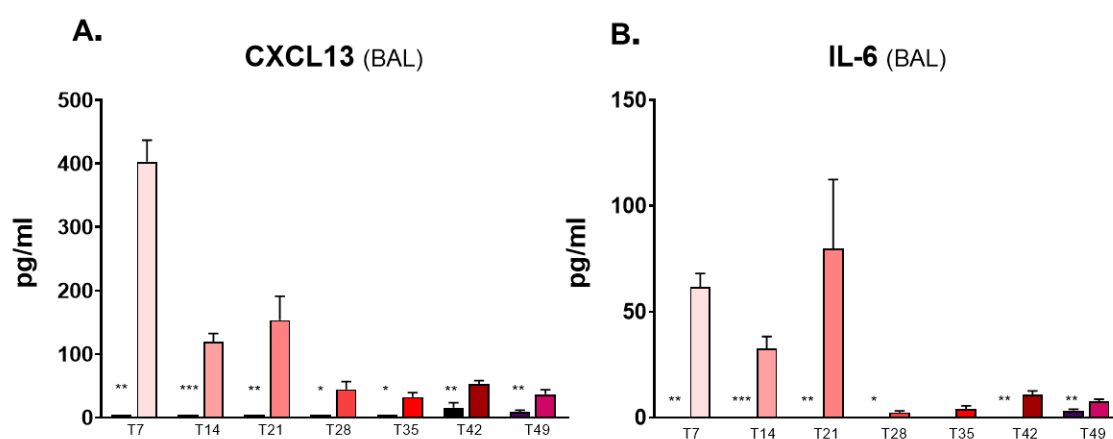 A.
CXCL13 (BAL)
500
400
300
200
100
0
pg/ml
** *** ** * * ** **
T7 T14 T21 T28 T35 T42 T49
B.
IL-6 (BAL)
150
100
50
0
pg/ml
** *** ** * ** **
T7 T14 T21 T28 T35 T42 T49